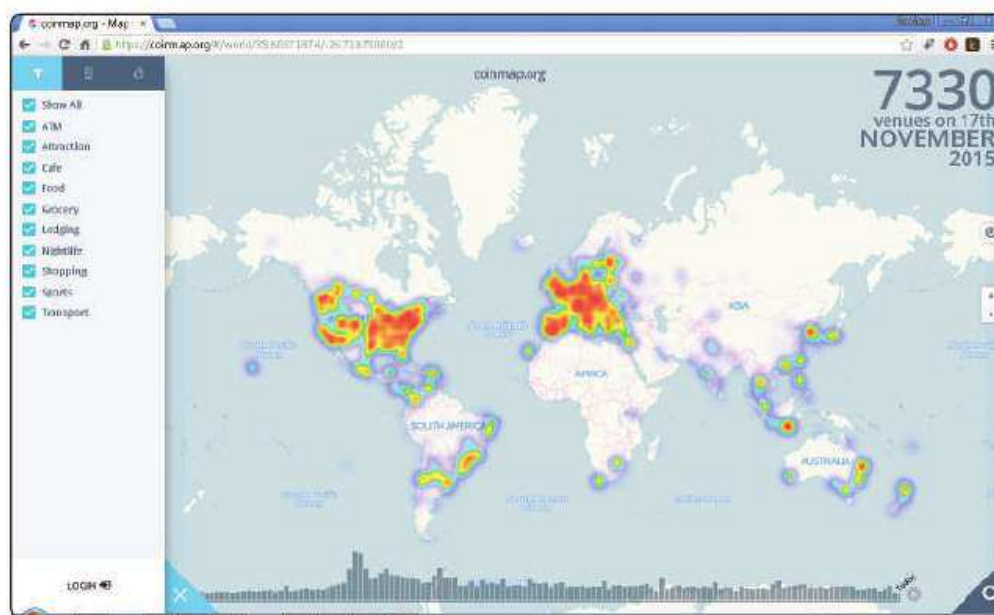 coinmap.org - Map
https://coinmap.org/#/world/
coinmap.org
7330
venues on 17th
NOVEMBER
2015
Show All
ATM
Attraction
Cafe
Food
Grocery
Lodging
Nightlife
Shopping
Sports
Transport
ASIA
AFRICA
SOUTH AMERICA
AUSTRALIA
LOGIN
Today